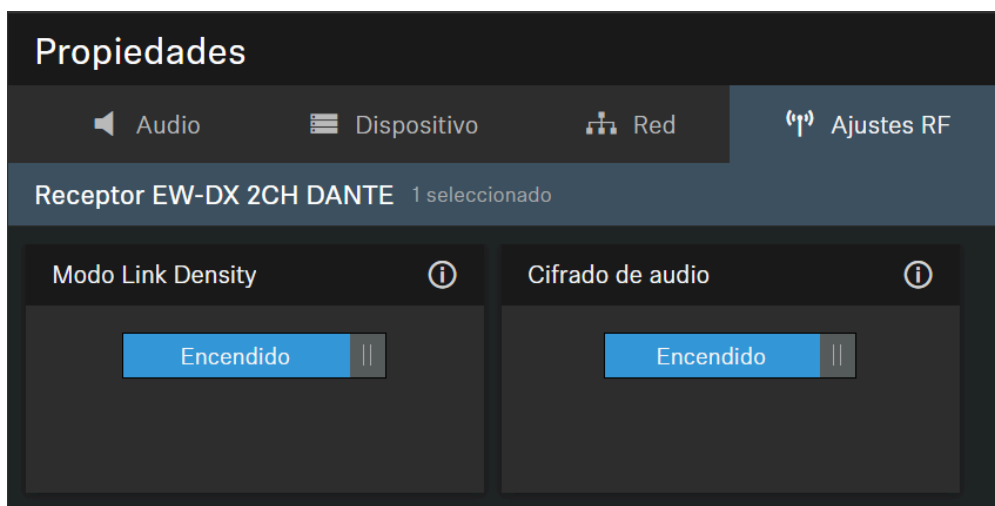 Propiedades
Audio Dispositivo Red Ajustes RF
Receptor EW-DX 2CH DANTE 1 seleccionado
Modo Link Density Cifrado de audio
Encendido Encendido